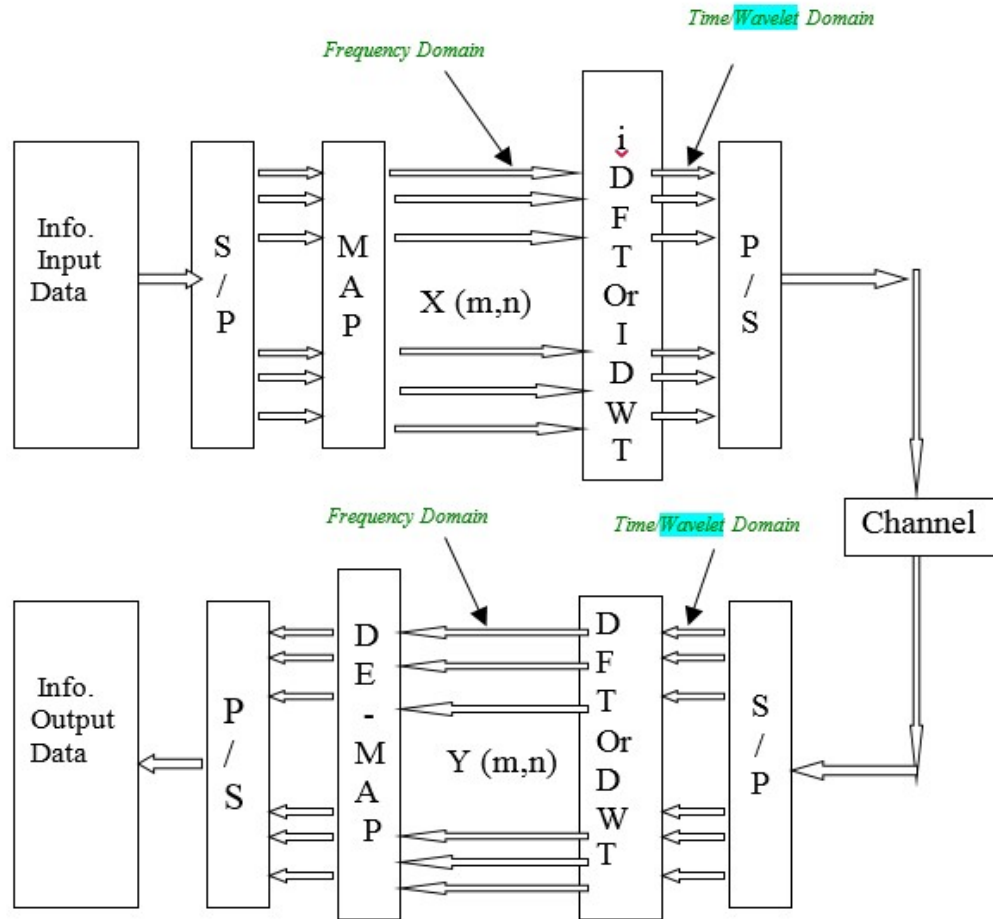 Time/Wavelet Domain
Frequency Domain
Info.
Input
Data
S
/
P
M
A
P
X (m,n)
i
D
F
T
Or
I
D
W
T
P
/
S
Channel
Frequency Domain
Time/Wavelet Domain
Info.
Output
Data
P
/
S
D
E
-
M
A
P
Y (m,n)
D
F
T
Or
D
W
T
S
/
P